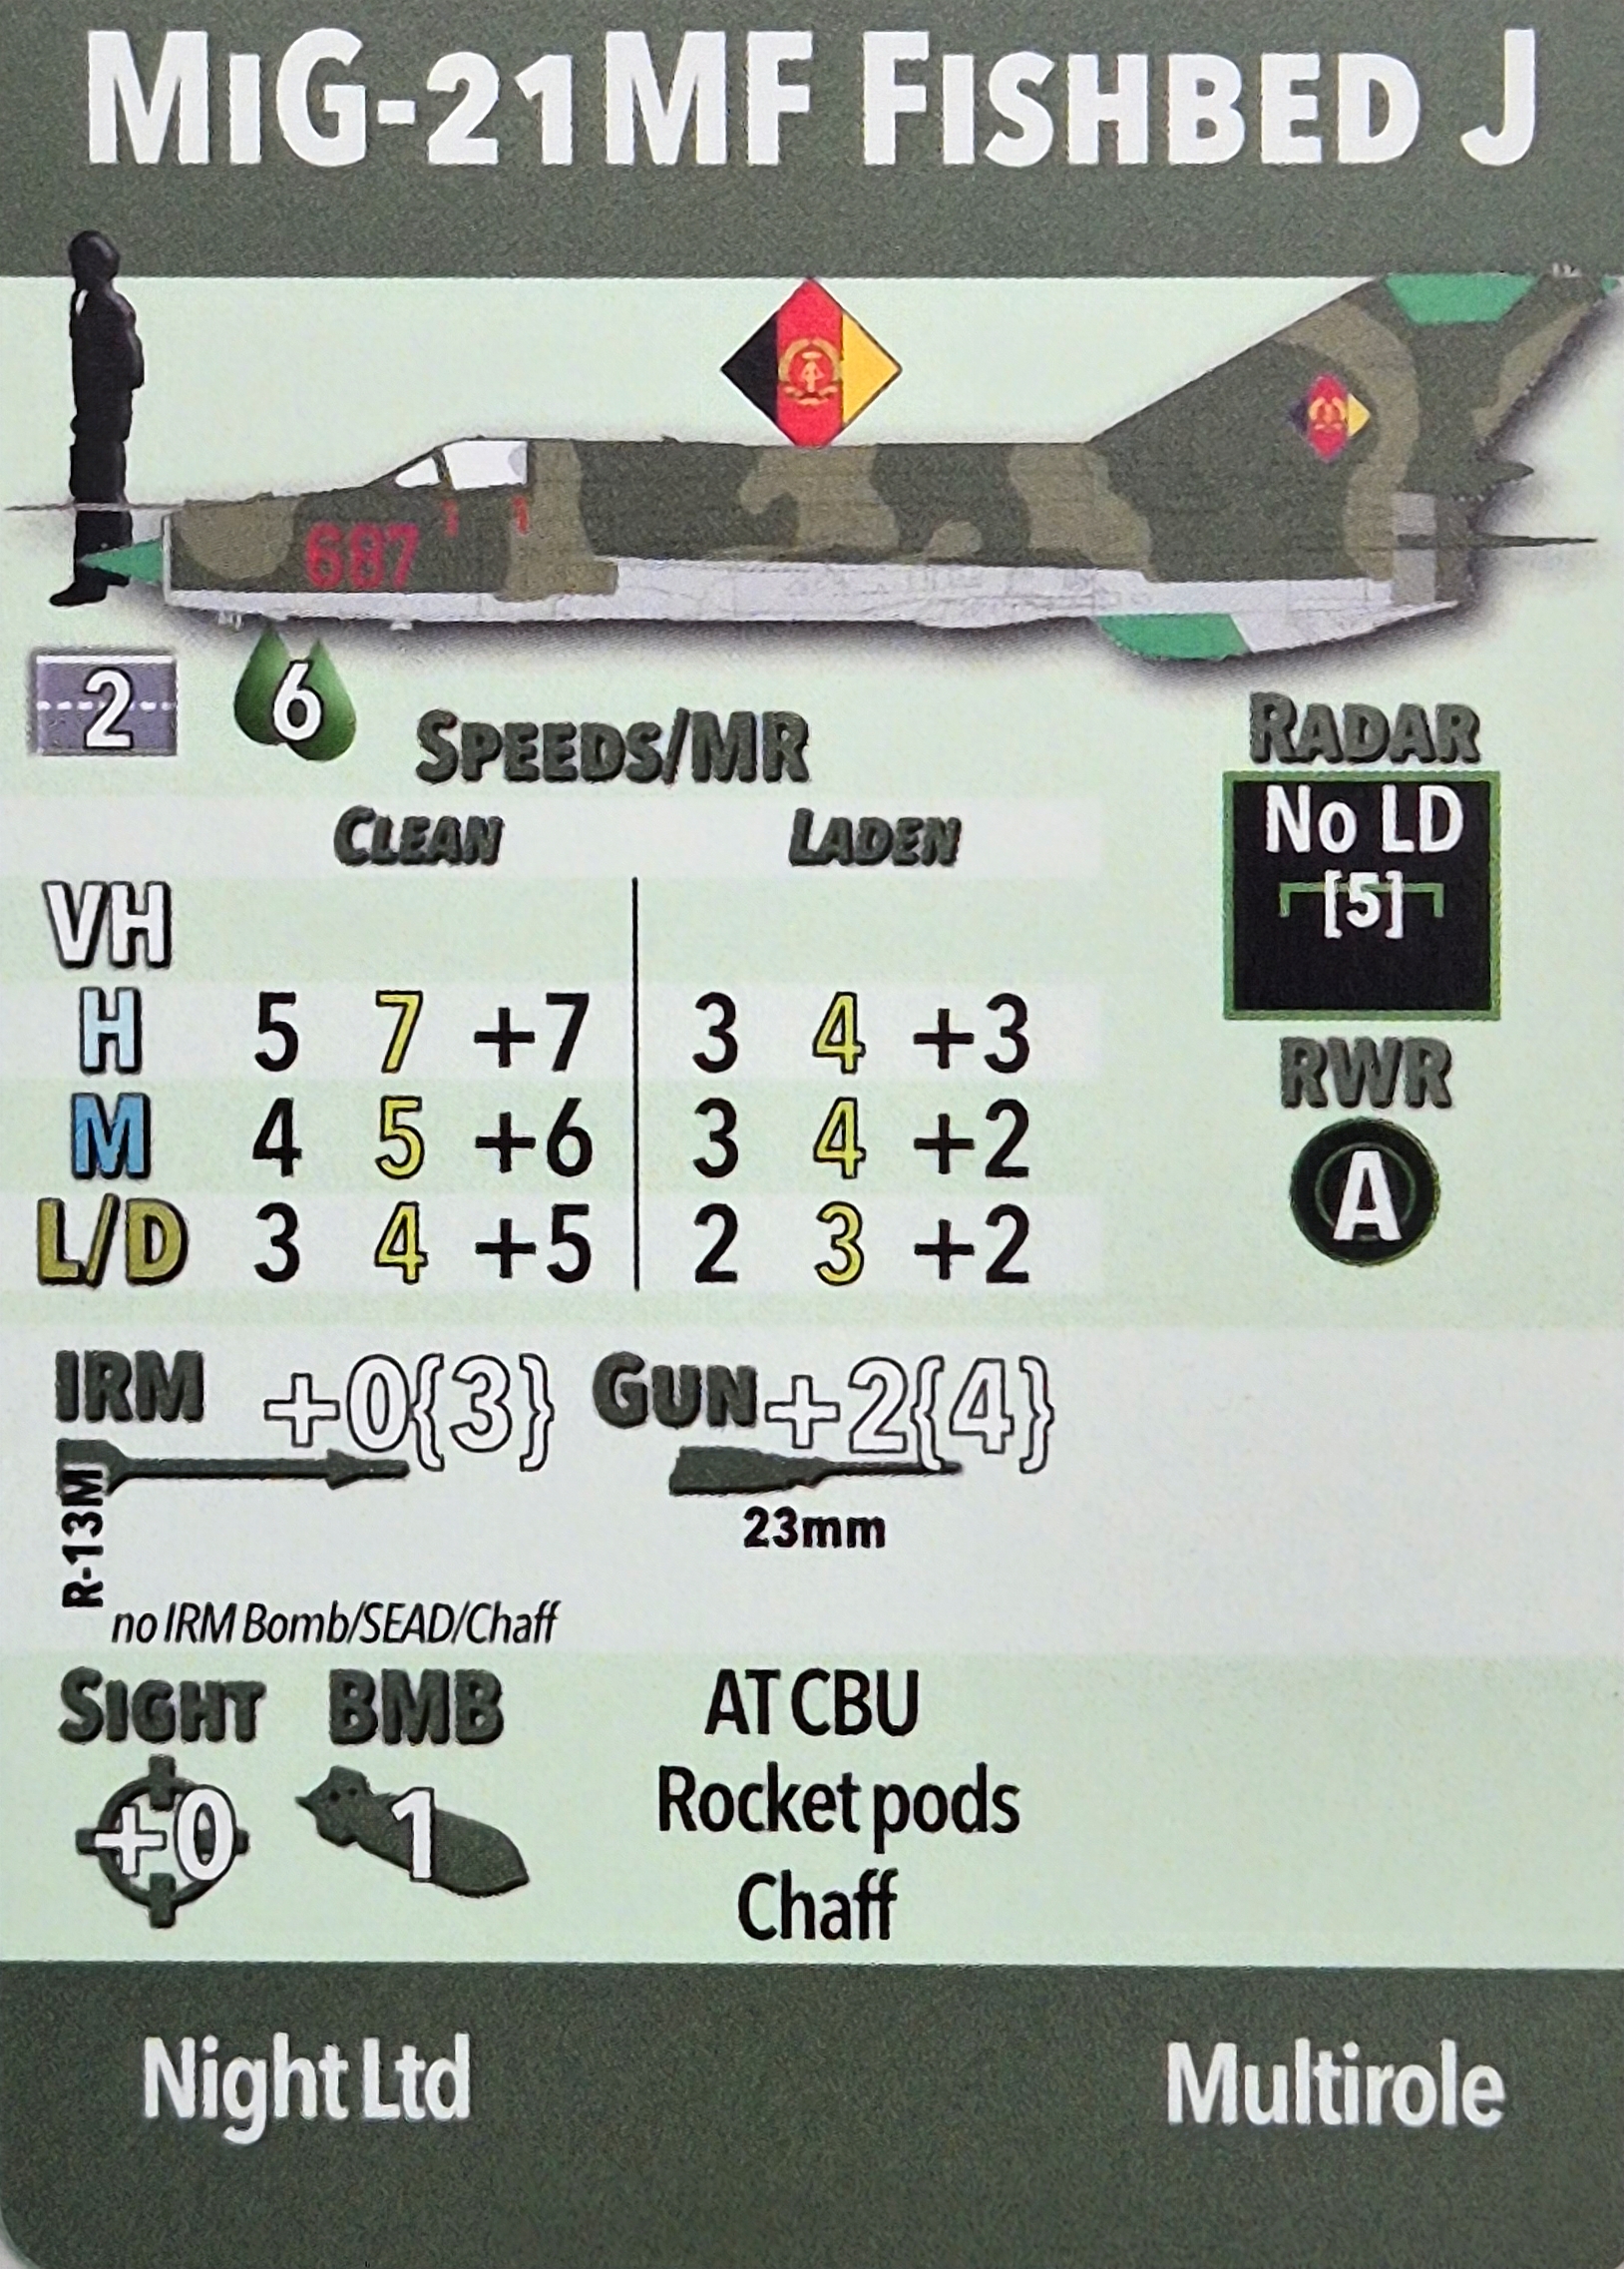 MiG-21MF Fishbed J
687
1 1
2 6
Speeds/MR
Radar
Clean Laden
No LD
[5]
VH
H 5 7 +7 3 4 +3
M 4 5 +6 3 4 +2
L/D 3 4 +5 2 3 +2
RWR
A
IRM +0{3} Gun +2{4}
R-13M
23mm
no IRM Bomb/SEAD/Chaff
Sight BMB
+0 1
AT CBU
Rocket pods
Chaff
Night Ltd Multirole